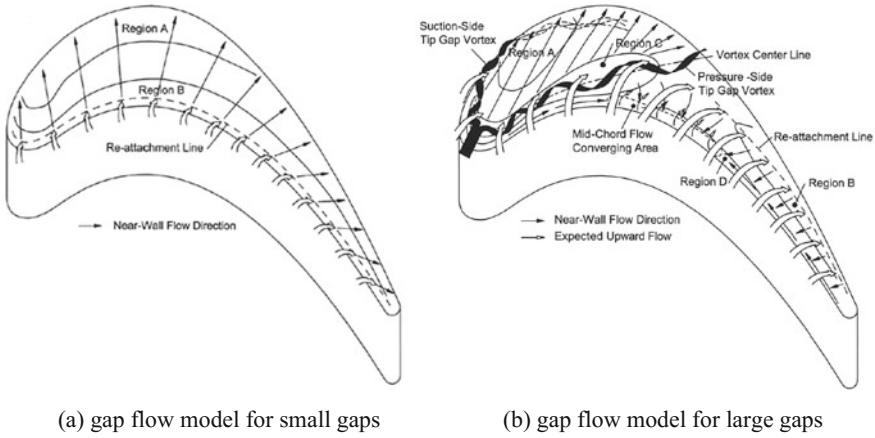 Region A
Region B
Re-attachment Line
Near-Wall Flow Direction
(a) gap flow model for small gaps
Suction-Side
Tip Gap Vortex
Region A
Region C
Vortex Center Line
Pressure -Side
Tip Gap Vortex
Mid-Chord Flow
Converging Area
Re-attachment Line
Region D
Region B
Near-Wall Flow Direction
Expected Upward Flow
(b) gap flow model for large gaps